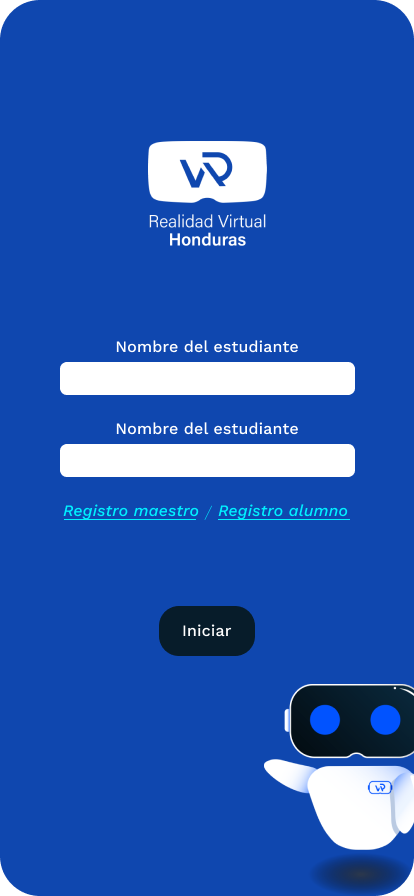 VR
Realidad Virtual
Honduras
Nombre del estudiante
Nombre del estudiante
Registro maestro / Registro alumno
Iniciar
VR